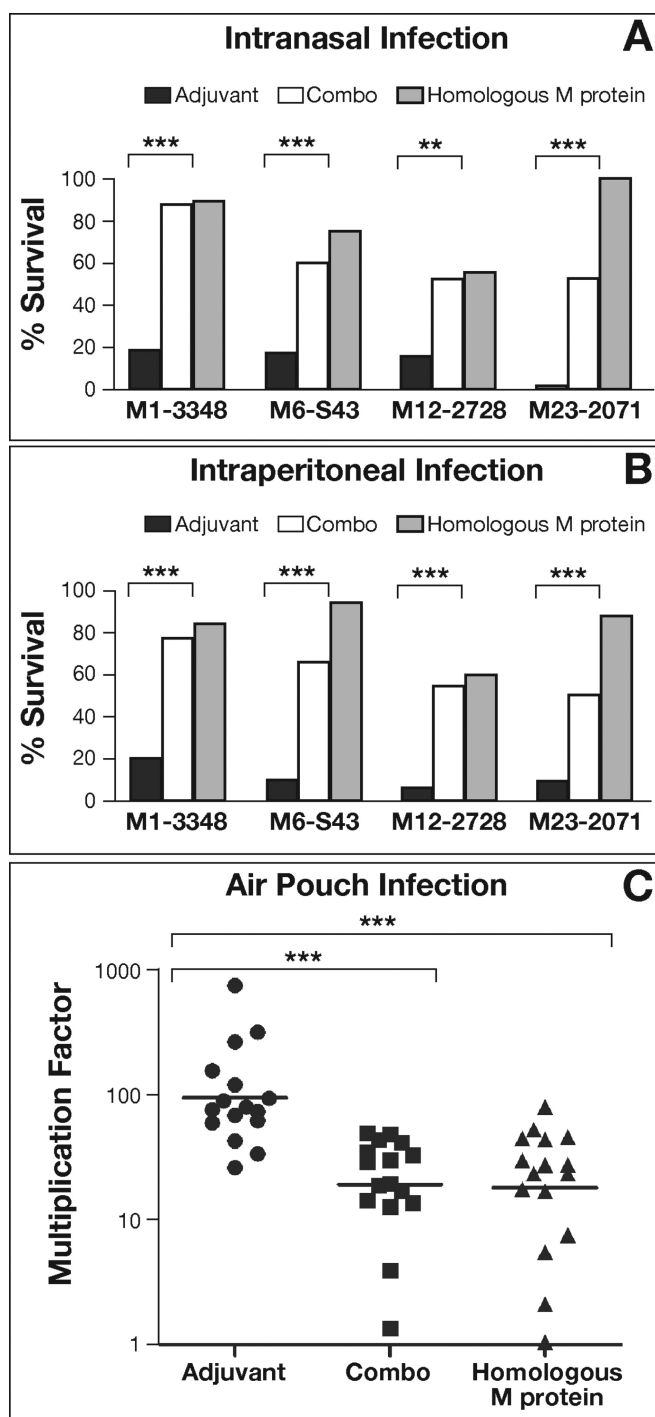 Intranasal Infection A
Adjuvant Combo Homologous M protein
*** *** ** ***
100
80
60
40
20
0
% Survival
M1-3348 M6-S43 M12-2728 M23-2071
Intraperitoneal Infection B
Adjuvant Combo Homologous M protein
*** *** *** ***
100
80
60
40
20
0
% Survival
M1-3348 M6-S43 M12-2728 M23-2071
Air Pouch Infection C
***
***
1000
100
10
1
Multiplication Factor
Adjuvant Combo Homologous
M protein